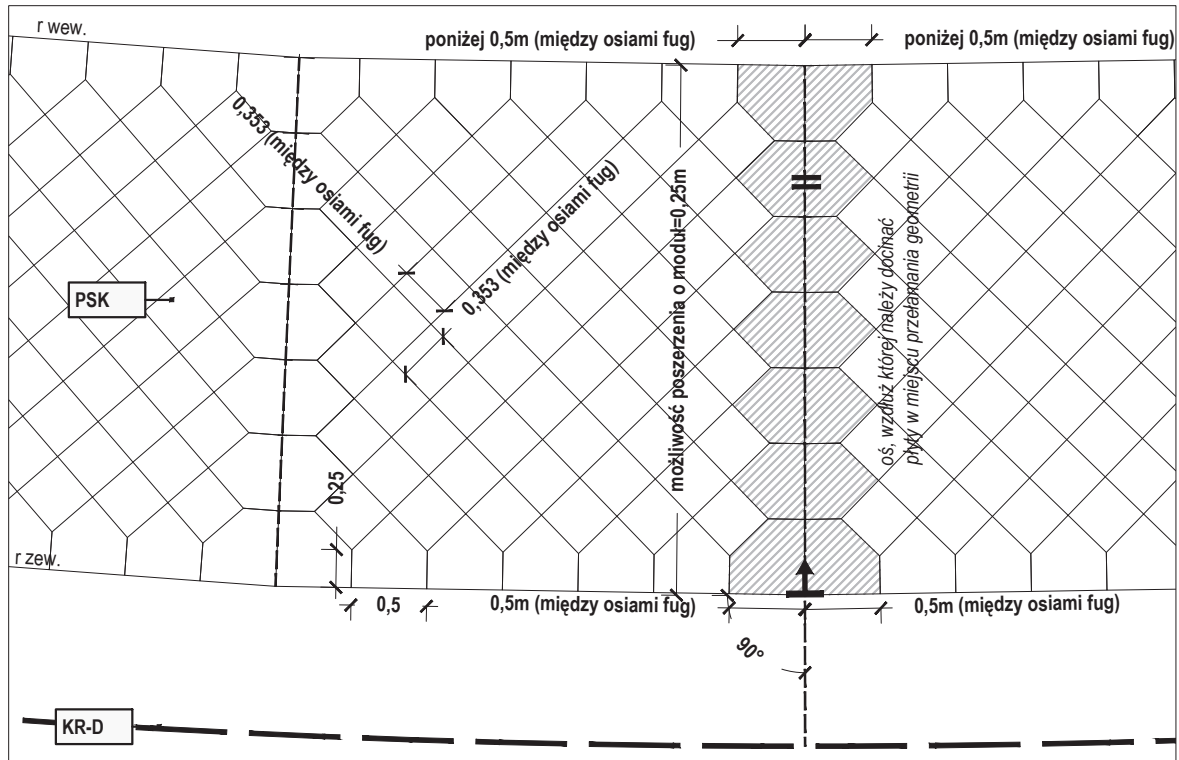 r wew.
poniżej 0,5m (między osiami fug)
poniżej 0,5m (między osiami fug)
0,353 (między osiami fug)
0,353 (między osiami fug)
możliwość poszerzenia o moduł=0,25m
oś, wzdłuż której należy docinać
płyty w miejscu przełamania geometrii
PSK
0,25
r zew.
0,5
0,5m (między osiami fug)
0,5m (między osiami fug)
90°
KR-D